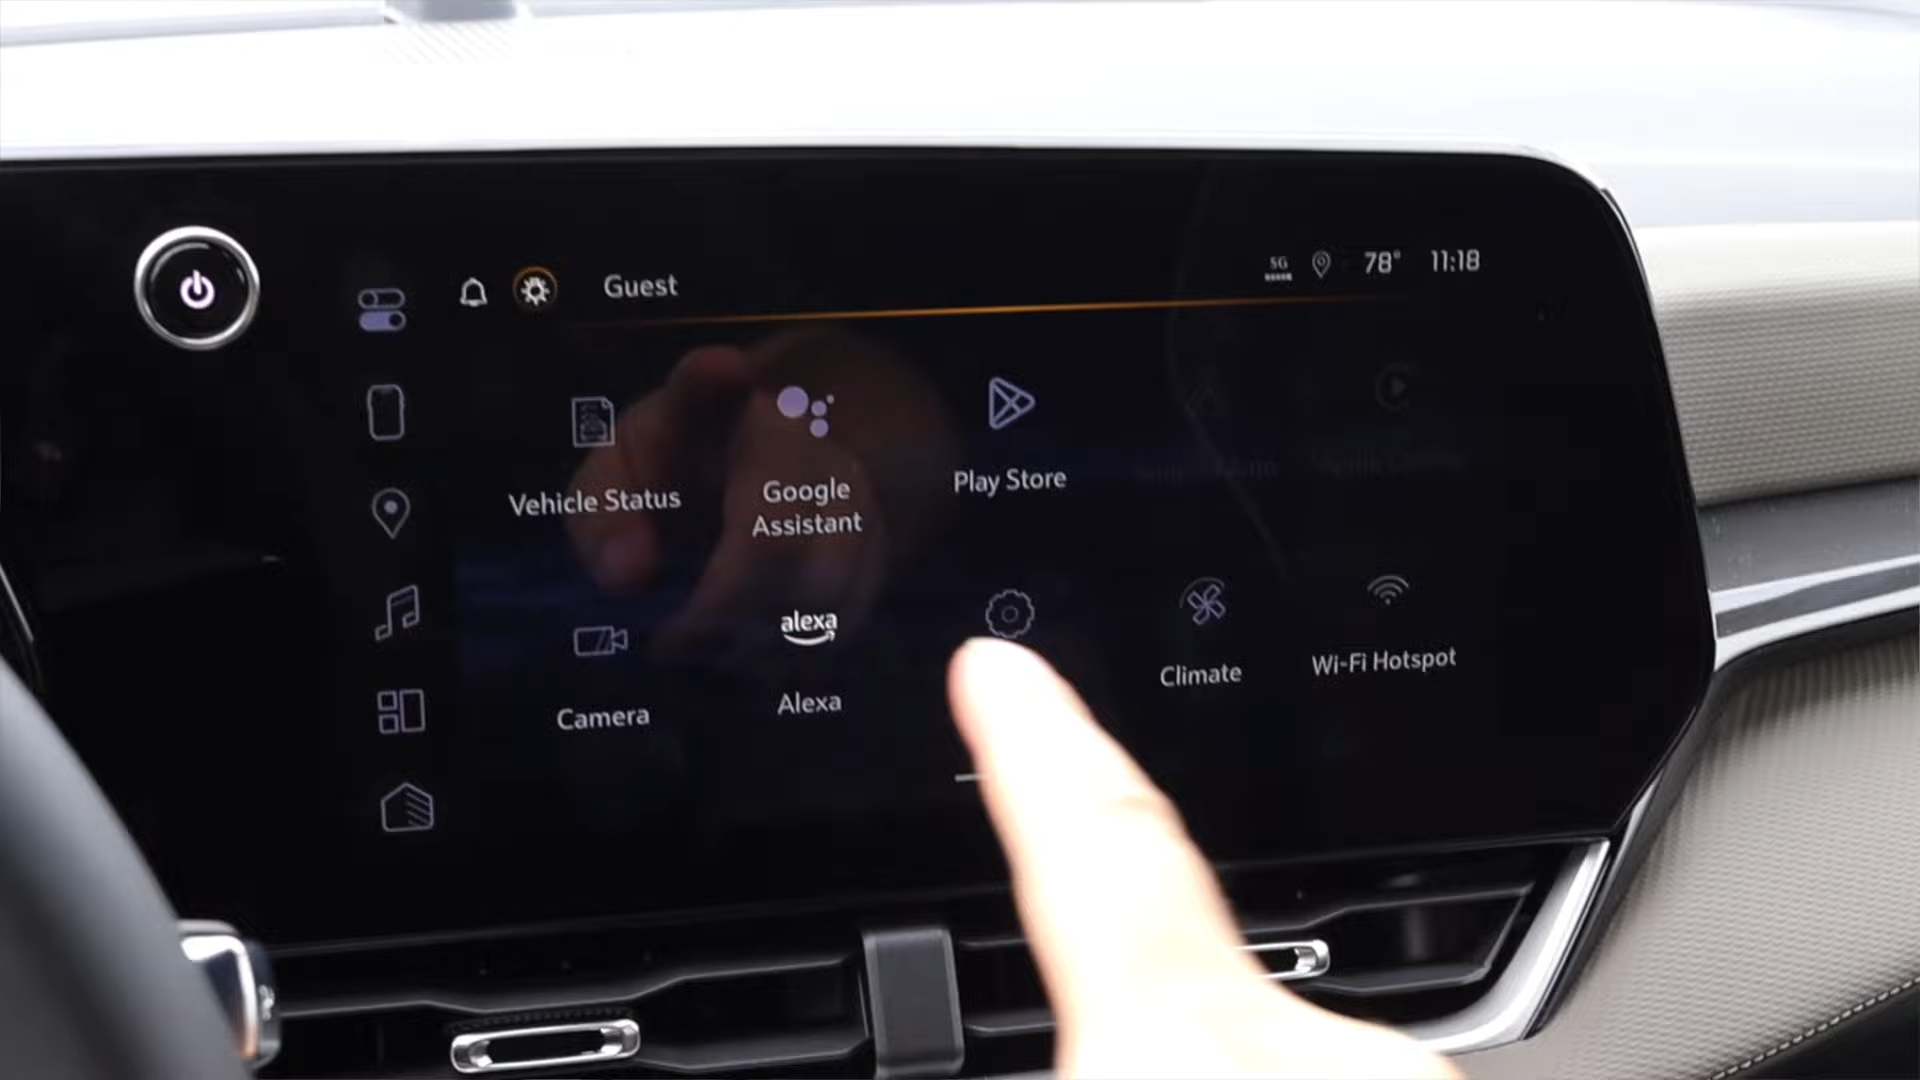 Guest
5G
78°
11:18
Vehicle Status
Google
Assistant
Play Store
alexa
Camera
Alexa
Climate
Wi-Fi Hotspot